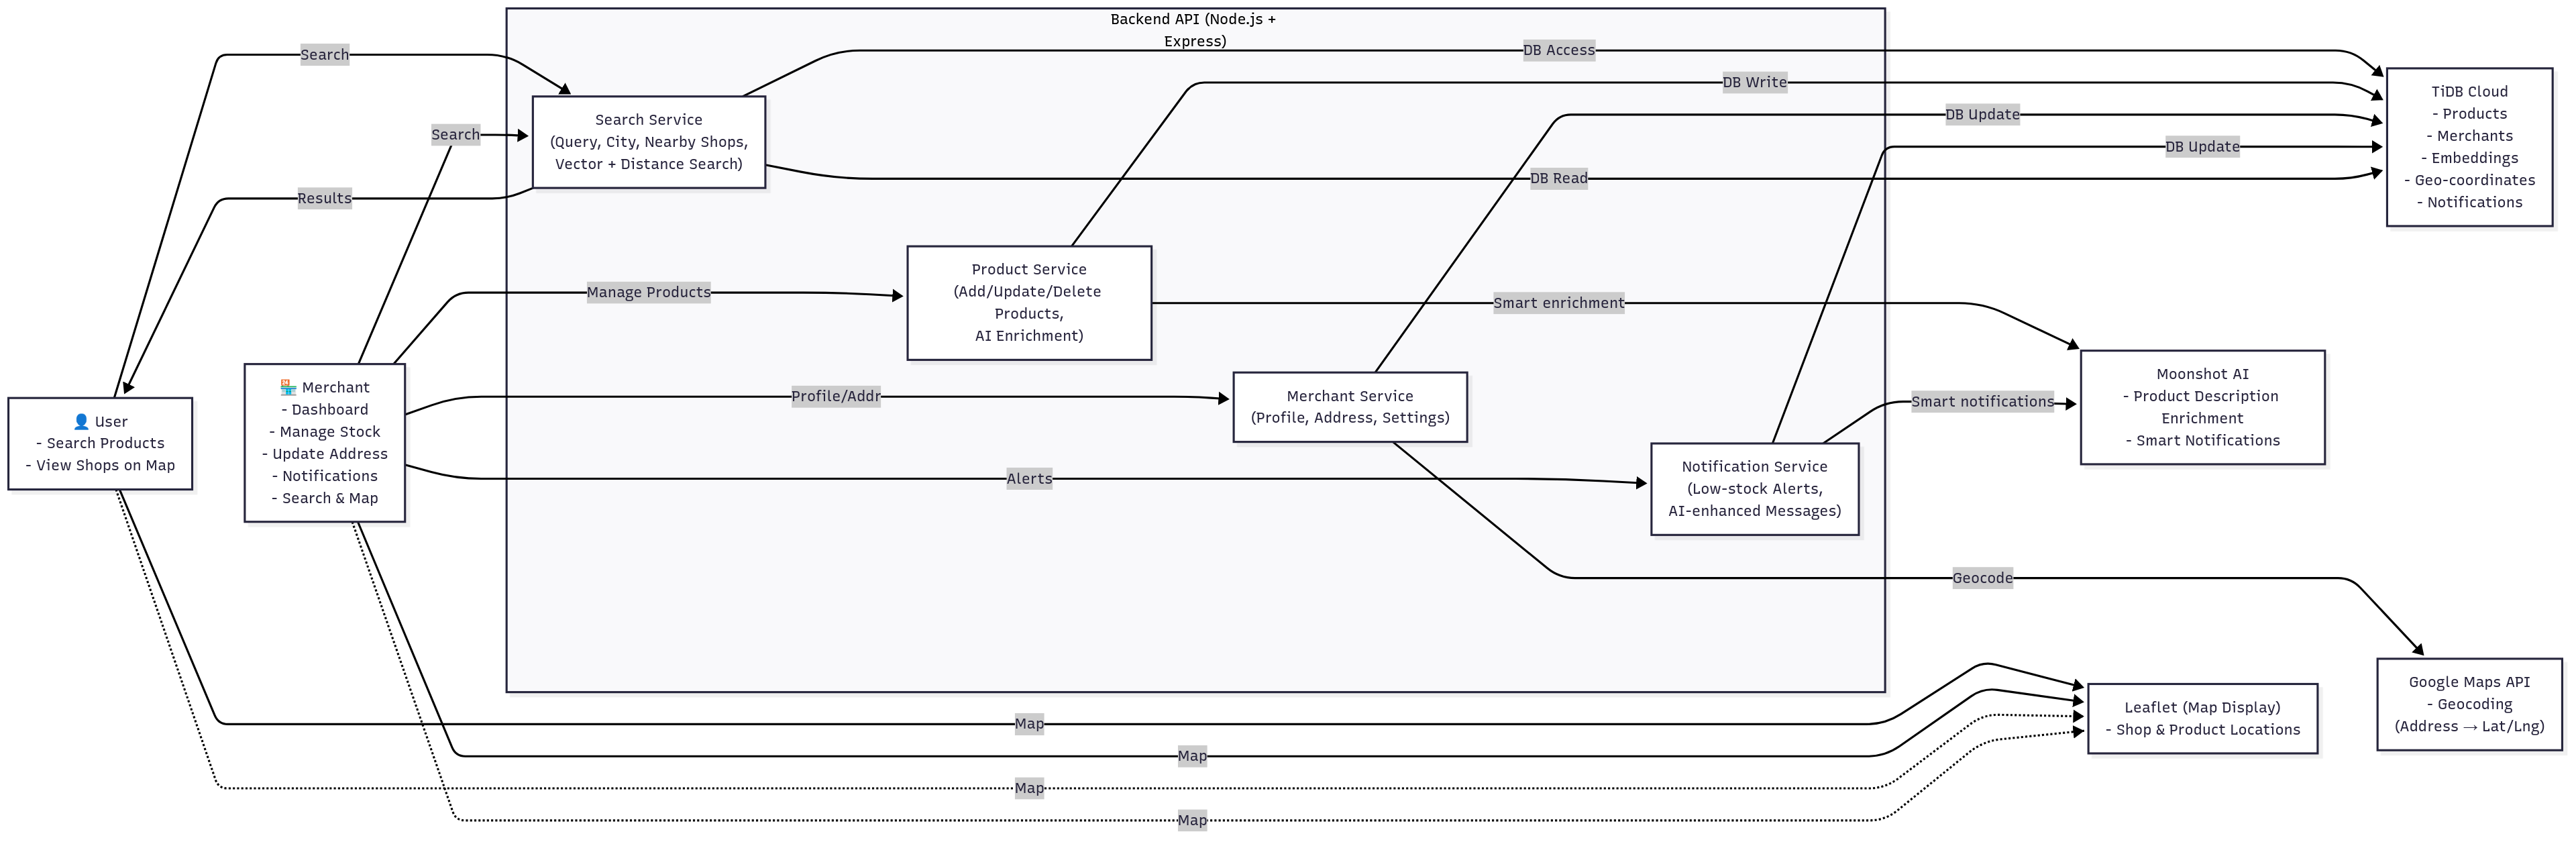 Backend API (Node.js +
Express)
Search
DB Access
DB Write
TiDB Cloud
- Products
- Merchants
- Embeddings
- Geo-coordinates
- Notifications
Search Service
(Query, City, Nearby Shops,
Vector + Distance Search)
DB Update
Search
DB Update
DB Read
Results
Product Service
(Add/Update/Delete
Products,
AI Enrichment)
Manage Products
Smart enrichment
👤 User
- Search Products
- View Shops on Map
🏪 Merchant
- Dashboard
- Manage Stock
- Update Address
- Notifications
- Search & Map
Profile/Addr
Merchant Service
(Profile, Address, Settings)
Smart notifications
Moonshot AI
- Product Description
Enrichment
- Smart Notifications
Alerts
Notification Service
(Low-stock Alerts,
AI-enhanced Messages)
Geocode
Google Maps API
- Geocoding
(Address → Lat/Lng)
Leaflet (Map Display)
- Shop & Product Locations
Map
Map
Map
Map